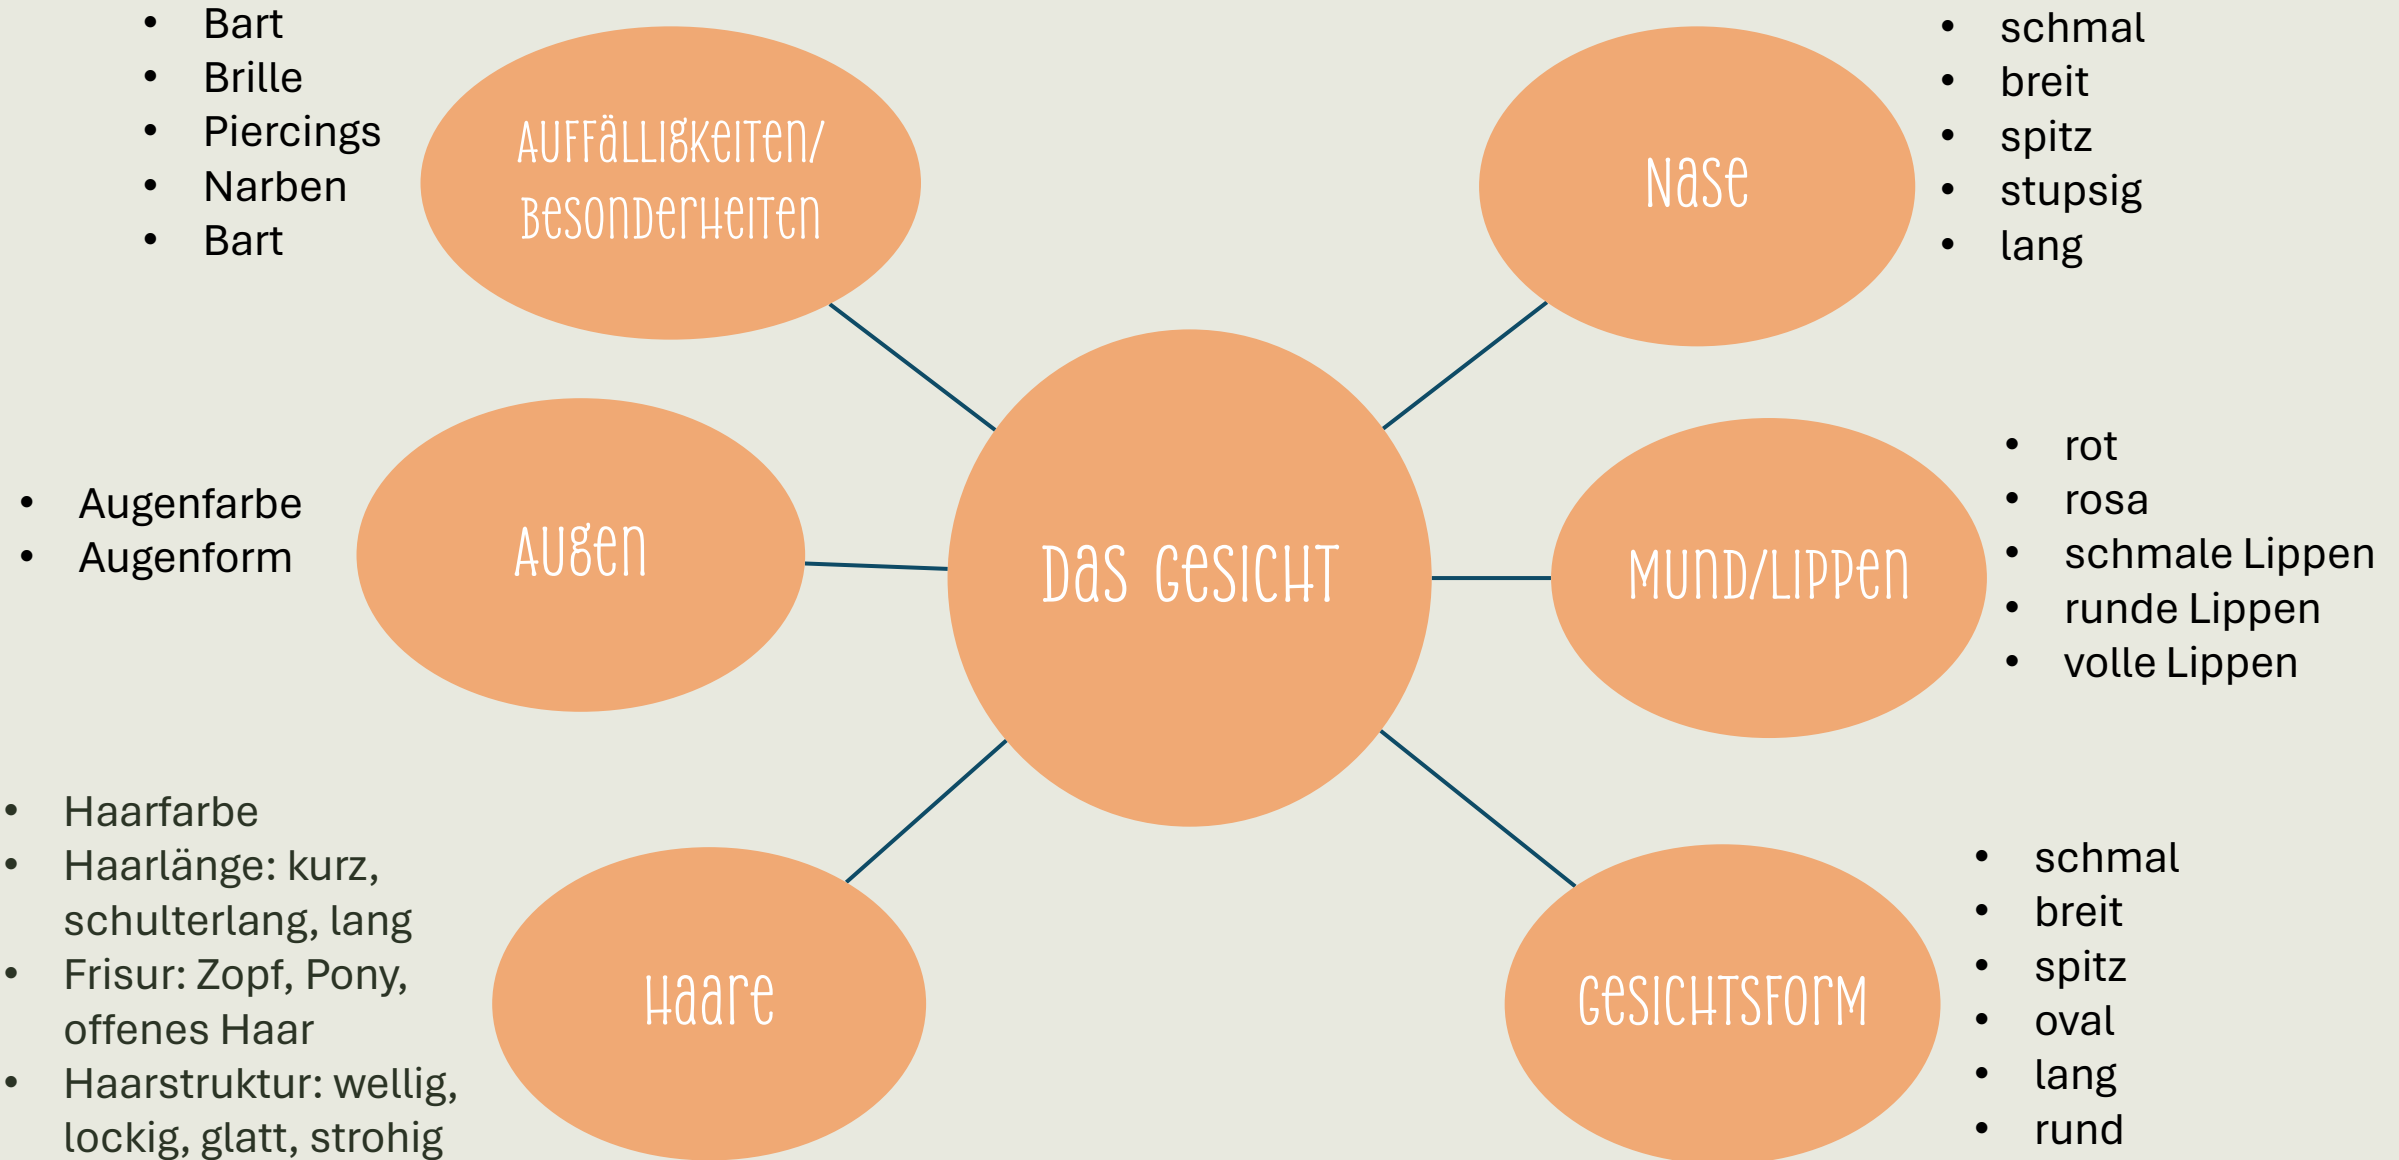 • Bart
• Brille
• Piercings
• Narben
• Bart
Auffälligkeiten/
Besonderheiten
Nase
• schmal
• breit
• spitz
• stupsig
• lang
• Augenfarbe
• Augenform
Augen
Das Gesicht
Mund/Lippen
• rot
• rosa
• schmale Lippen
• runde Lippen
• volle Lippen
• Haarfarbe
• Haarlänge: kurz,
schulterlang, lang
• Frisur: Zopf, Pony,
offenes Haar
• Haarstruktur: wellig,
lockig, glatt, strohig
Haare
Gesichtsform
• schmal
• breit
• spitz
• oval
• lang
• rund